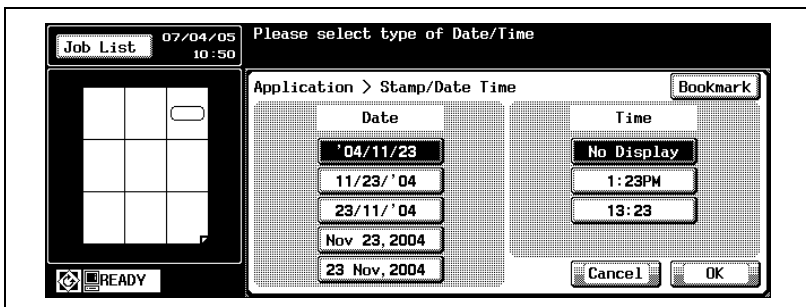 Job List
07/04/05
10:50
Please select type of Date/Time
Application > Stamp/Date Time
Bookmark
Date
'04/11/23
11/23/'04
23/11/'04
Nov 23,2004
23 Nov,2004
Time
No Display
1:23PM
13:23
Cancel
OK
READY